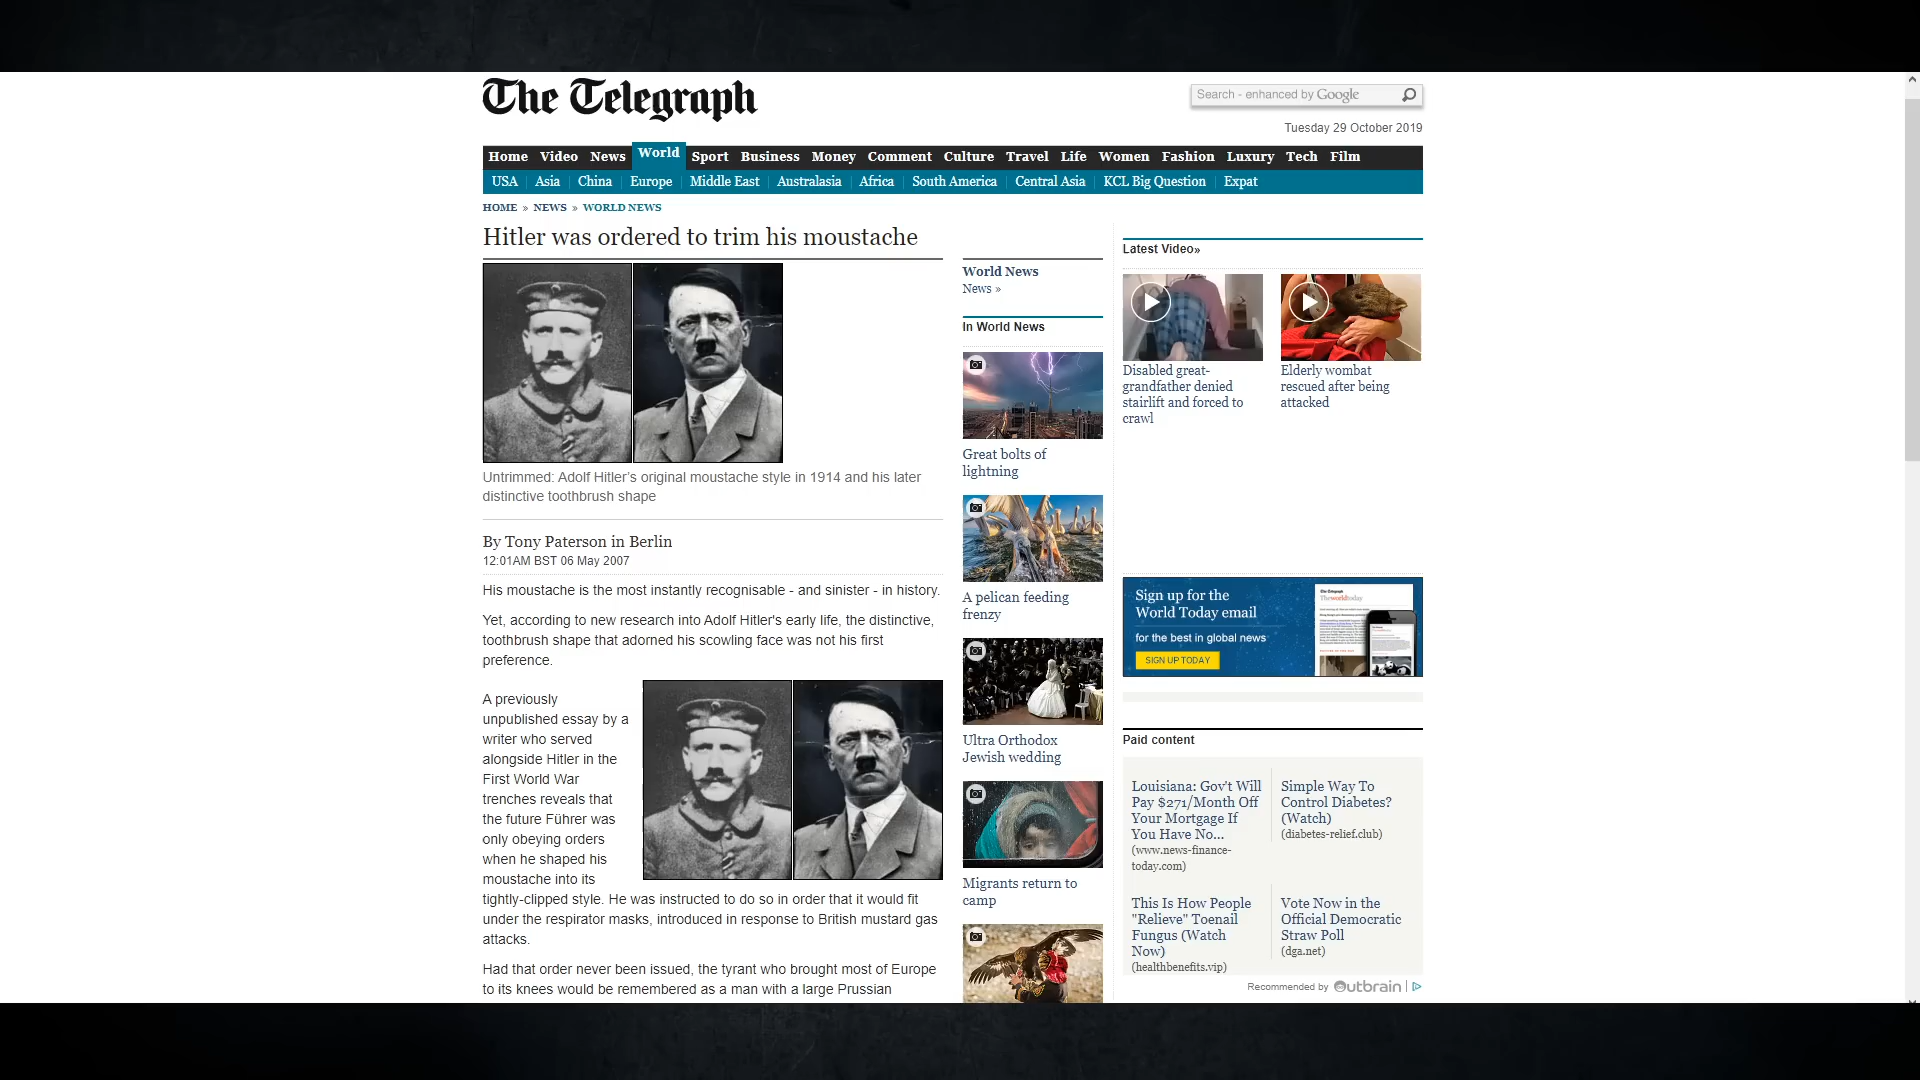 The Telegraph
Search - enhanced by Google
Tuesday 29 October 2019
Home Video News World Sport Business Money Comment Culture Travel Life Women Fashion Luxury Tech Film
USA Asia China Europe Middle East Australasia Africa South America Central Asia KCL Big Question Expat
HOME » NEWS » WORLD NEWS
Hitler was ordered to trim his moustache
Untrimmed: Adolf Hitler's original moustache style in 1914 and his later
distinctive toothbrush shape
By Tony Paterson in Berlin
12:01AM BST 06 May 2007
His moustache is the most instantly recognisable - and sinister - in history.
Yet, according to new research into Adolf Hitler's early life, the distinctive,
toothbrush shape that adorned his scowling face was not his first
preference.
A previously
unpublished essay by a
writer who served
alongside Hitler in the
First World War
trenches reveals that
the future Führer was
only obeying orders
when he shaped his
moustache into its
tightly-clipped style. He was instructed to do so in order that it would fit
under the respirator masks, introduced in response to British mustard gas
attacks.
Had that order never been issued, the tyrant who brought most of Europe
to its knees would be remembered as a man with a large Prussian
World News
News »
In World News
Great bolts of
lightning
A pelican feeding
frenzy
Ultra Orthodox
Jewish wedding
Migrants return to
camp
Latest Video»
Disabled great-
grandfather denied
stairlift and forced to
crawl
Elderly wombat
rescued after being
attacked
Sign up for the
World Today email
for the best in global news
SIGN UP TODAY
Paid content
Louisiana: Gov't Will
Pay $271/Month Off
Your Mortgage If
You Have No...
(www.news-finance-
today.com)
Simple Way To
Control Diabetes?
(Watch)
(diabetes-relief.club)
This Is How People
"Relieve" Toenail
Fungus (Watch
Now)
(healthbenefits.vip)
Vote Now in the
Official Democratic
Straw Poll
(dga.net)
Recommended by Outbrain